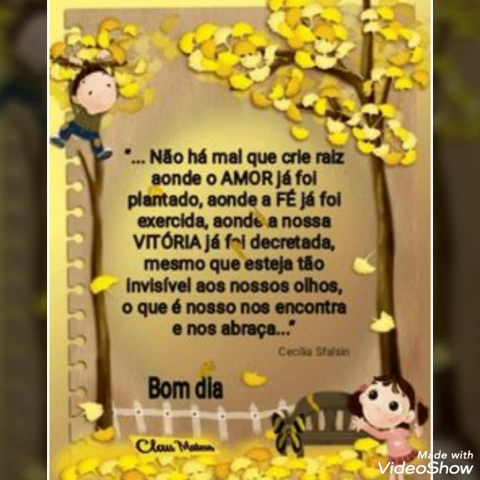 "... Não há mal que crie raiz
aonde o AMOR já foi
plantado, aonde a FÉ já foi
exercida, aonde a nossa
VITÓRIA já foi decretada,
mesmo que esteja tão
invisível aos nossos olhos,
o que é nosso nos encontra
e nos abraça..."
Cecília Sfalsin
Bom dia
Clau Mateus
Made with
VideoShow